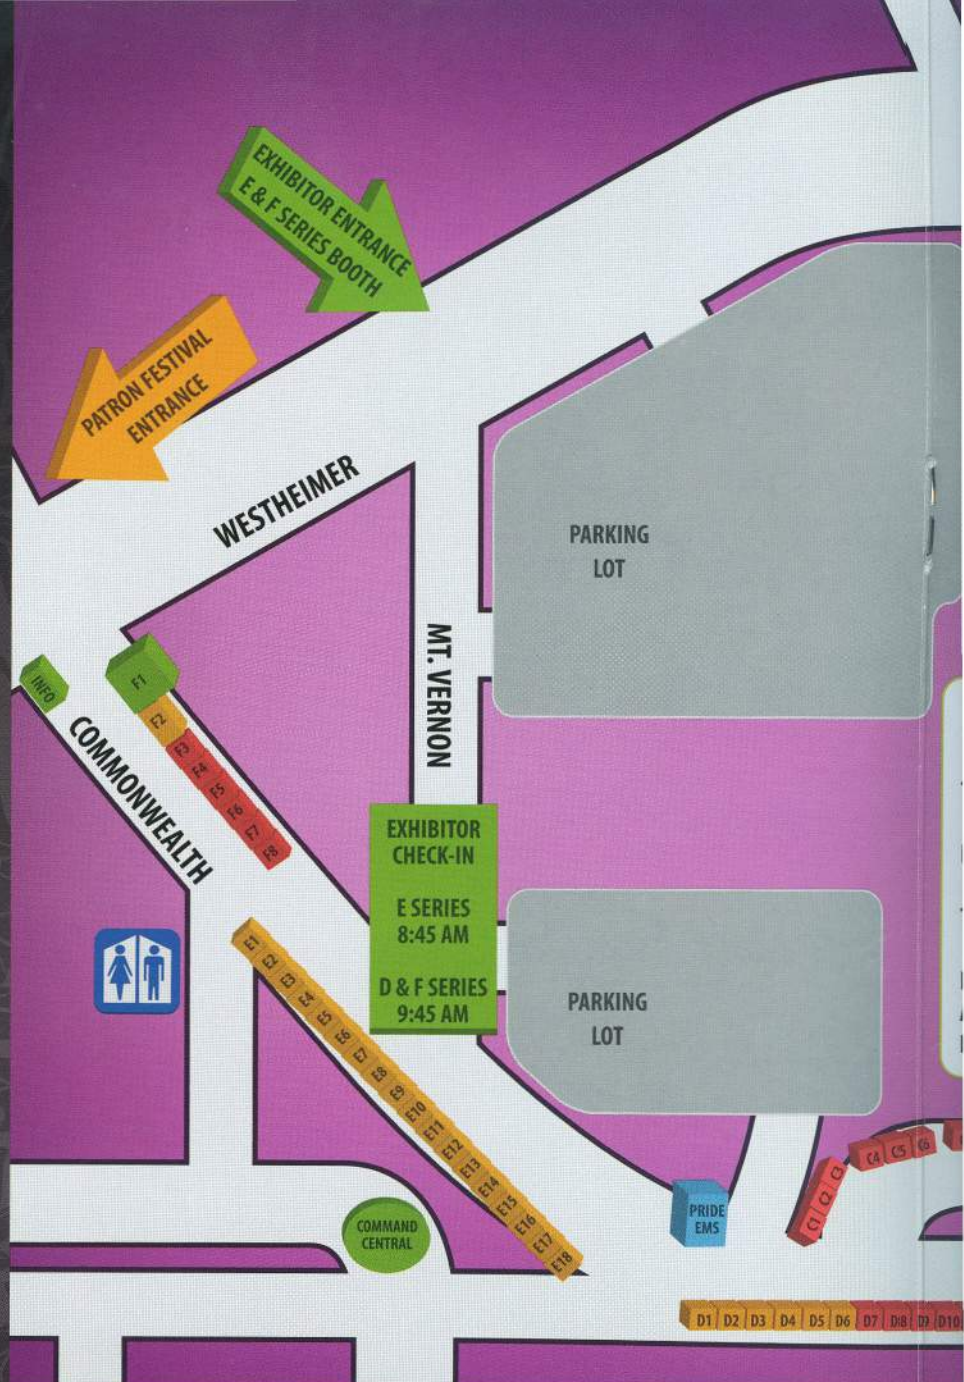 EXHIBITOR ENTRANCE
E & F SERIES BOOTH
PATRON FESTIVAL
ENTRANCE
WESTHEIMER
PARKING
LOT
MT. VERNON
INFO
F1
F2
F3
F4
F5
F6
F7
F8
COMMONWEALTH
EXHIBITOR
CHECK-IN
E SERIES
8:45 AM
D & F SERIES
9:45 AM
E1
E2
E3
E4
E5
E6
E7
E8
E9
E10
E11
E12
E13
E14
E15
E16
E17
E18
PARKING
LOT
COMMAND
CENTRAL
PRIDE
EMS
C1 C2 C3
C4 C5 C6
D1 D2 D3 D4 D5 D6 D7 D8 D9 D10